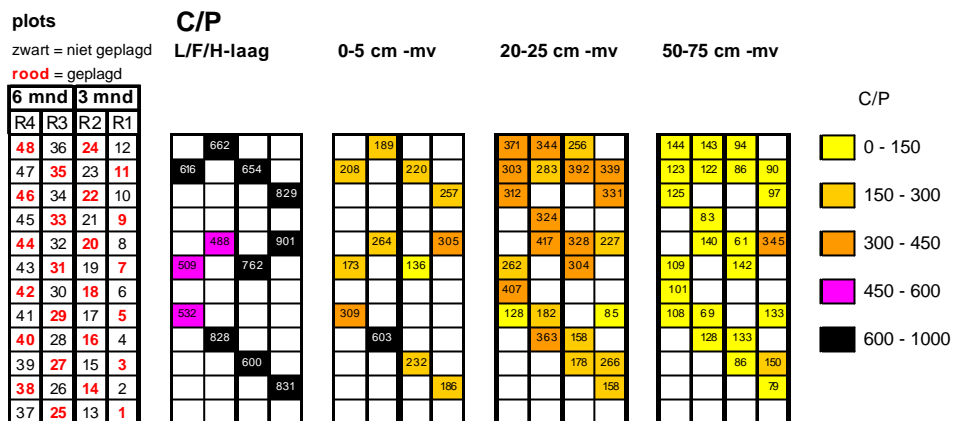 plots C/P
zwart = niet geplagd L/F/H-laag 0-5 cm -mv 20-25 cm -mv 50-75 cm -mv
rood = geplagd
6 mnd 3 mnd C/P
R4 R3 R2 R1
48 36 24 12 662 189 371 344 256 144 143 94 0 - 150
47 35 23 11 616 654 208 220 303 283 392 339 123 122 86 90
46 34 22 10 829 257 312 331 125 97 150 - 300
45 33 21 9 324 83
44 32 20 8 488 901 264 305 417 328 227 140 61 345 300 - 450
43 31 19 7 509 762 173 136 262 304 109 142
42 30 18 6 407 101
41 29 17 5 532 309 128 182 85 108 69 133 450 - 600
40 28 16 4 828 603 363 158 128 133 600 - 1000
39 27 15 3 600 232 178 266 86 150
38 26 14 2 831 186 158 79
37 25 13 1